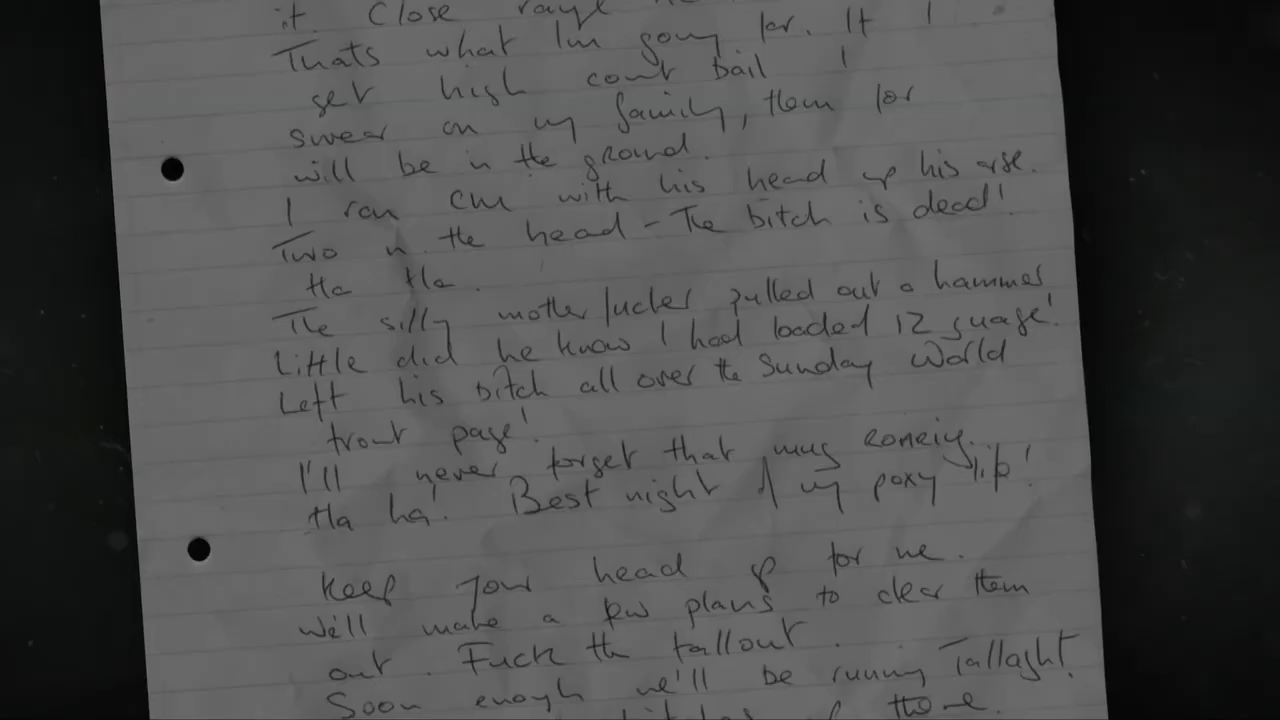 it. Close range
Thats what Im going for. If I
get high court bail I
swear on my family, them for
will be in the ground.
I ran with his head up his arse.
Two in the head - The bitch is dead!
Ha Ha.
The silly motherfucker pulled out a hammer
Little did he know I had loaded 12 guage!
Left his bitch all over the Sunday World
front page!
I'll never forget that mug
Ha ha! Best night of my poxy life!
Keep your head up for me.
We'll make a few plans to clear them
out. Fuck the fallout.
Soon enough we'll be running Tallaght.